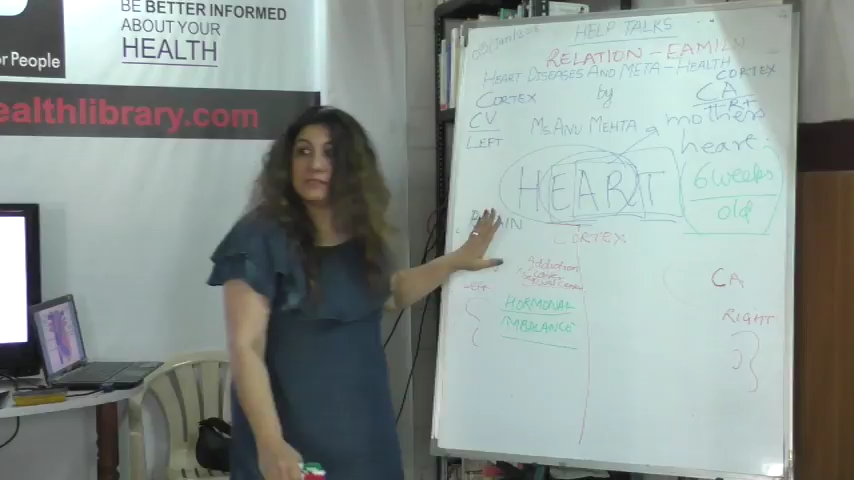 BE BETTER INFORMED
ABOUT YOUR
HEALTH
or People
ealthlibrary.com
HELP TALKS
RELATION - EAMILN
HEART DISEASES AND META-HEALTH
by
Ms ANU MEHTA
CORTEX
CV
LEFT
CORTEX
CA
mothers
heart
HEART
6 weeks
old
CORTEX
Addiction
HORMONAL
IMBALANCE
CA
RIGHT